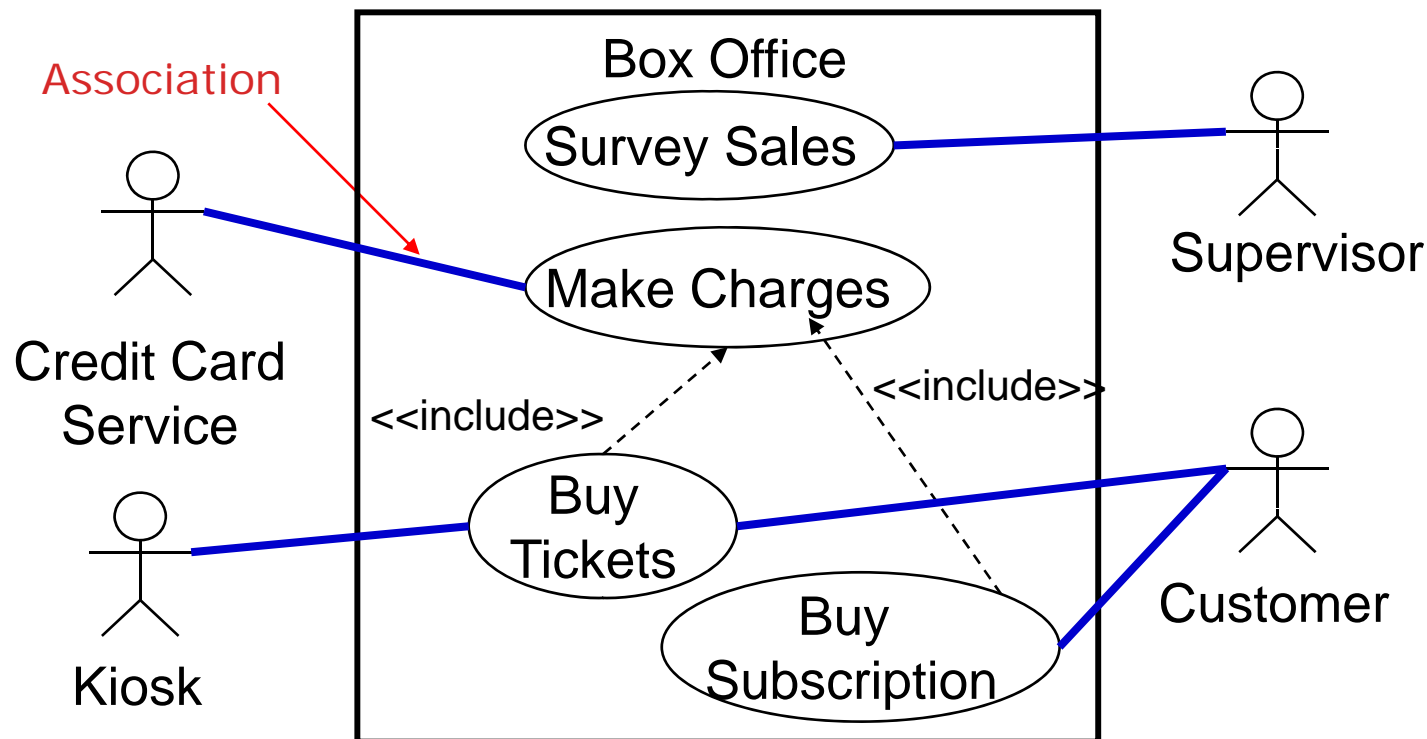 Box Office
Association
Survey Sales
Supervisor
Make Charges
Credit Card
Service
<<include>>
<<include>>
Buy
Tickets
Customer
Buy
Subscription
Kiosk